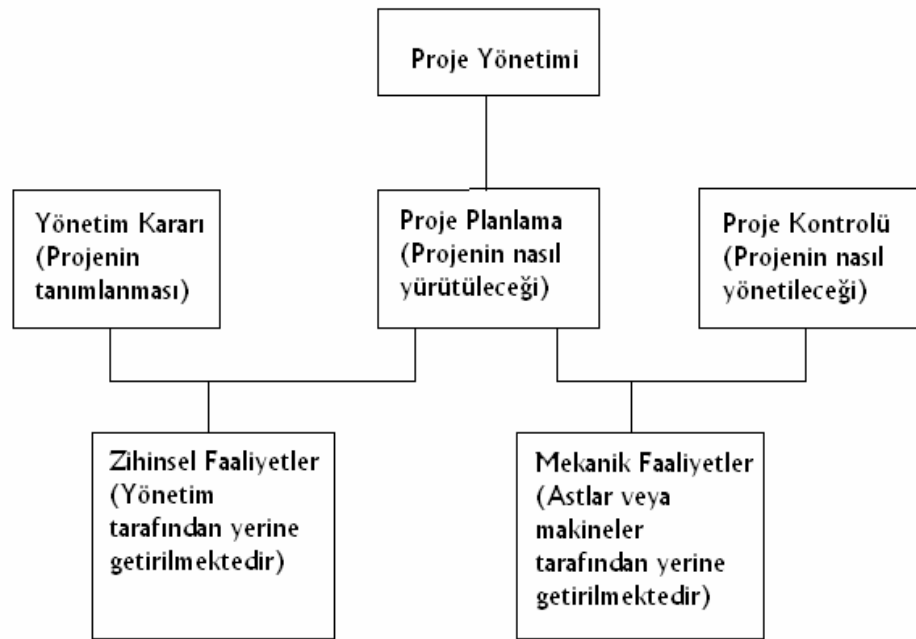 Proje Yönetimi
Yönetim Kararı
(Projenin
tanımlanması)
Proje Planlama
(Projenin nasıl
yürütüleceği)
Proje Kontrolü
(Projenin nasıl
yönetileceği)
Zihinsel Faaliyetler
(Yönetim
tarafından yerine
getirilmektedir)
Mekanik Faaliyetler
(Astlar veya
makineler
tarafından yerine
getirilmektedir)